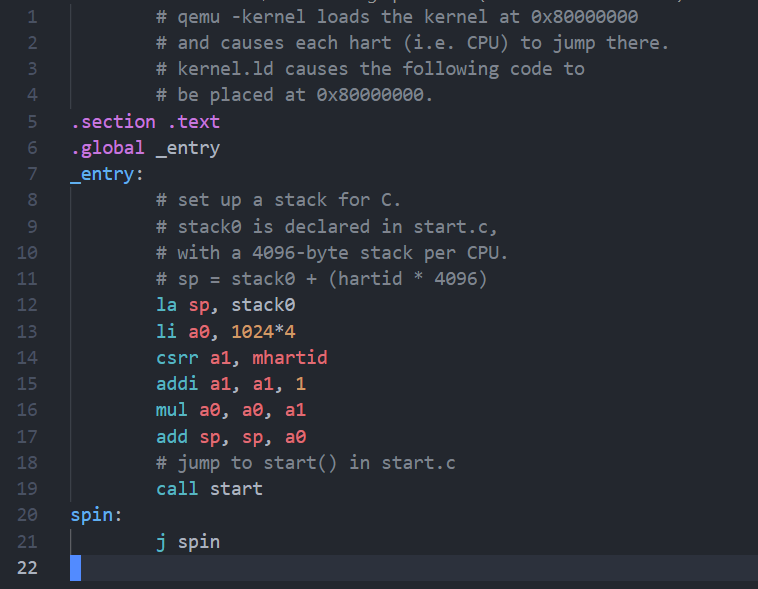 1 # qemu -kernel loads the kernel at 0x80000000
2 # and causes each hart (i.e. CPU) to jump there.
3 # kernel.ld causes the following code to
4 # be placed at 0x80000000.
5 .section .text
6 .global _entry
7 _entry:
8 # set up a stack for C.
9 # stack0 is declared in start.c,
10 # with a 4096-byte stack per CPU.
11 # sp = stack0 + (hartid * 4096)
12 la sp, stack0
13 li a0, 1024*4
14 csrr a1, mhartid
15 addi a1, a1, 1
16 mul a0, a0, a1
17 add sp, sp, a0
18 # jump to start() in start.c
19 call start
20 spin:
21 j spin
22